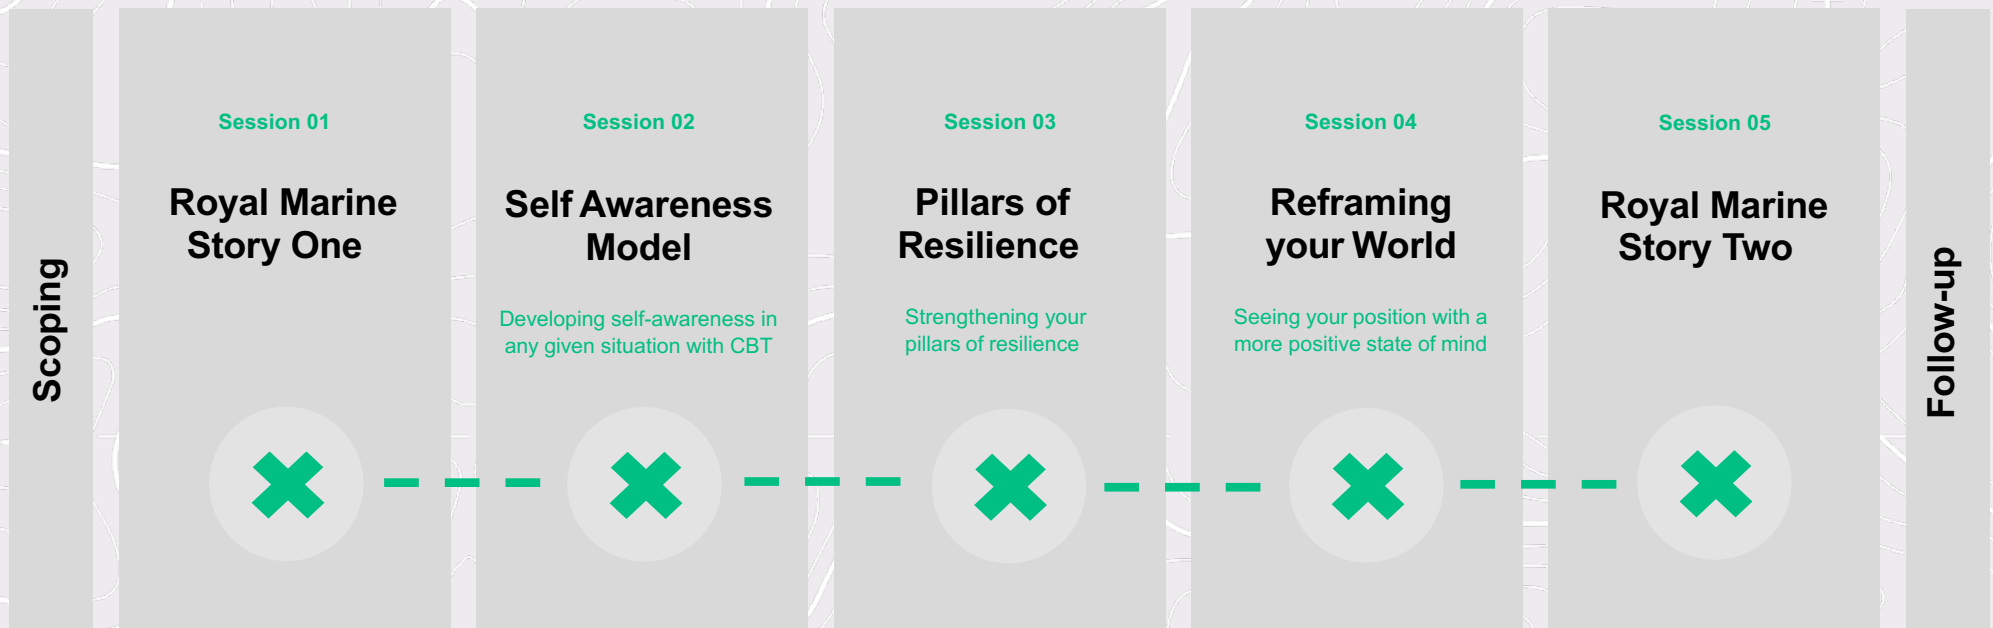 Scoping
Session 01
Royal Marine
Story One
Session 02
Self Awareness
Model
Developing self-awareness in
any given situation with CBT
Session 03
Pillars of
Resilience
Strengthening your
pillars of resilience
Session 04
Reframing
your World
Seeing your position with a
more positive state of mind
Session 05
Royal Marine
Story Two
Follow-up